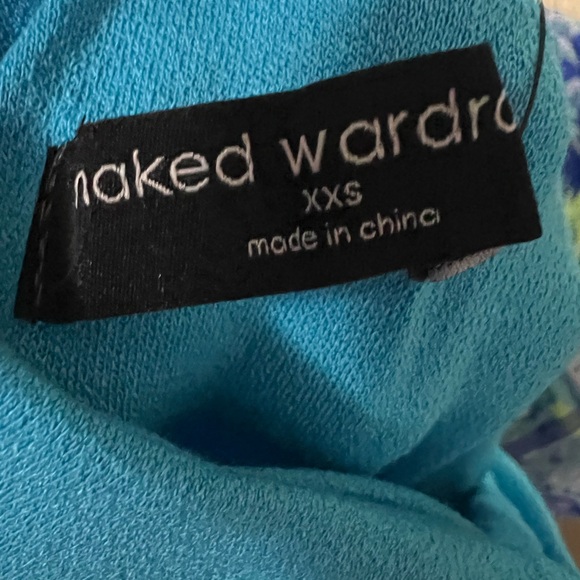 naked wardro
XXS
made in china